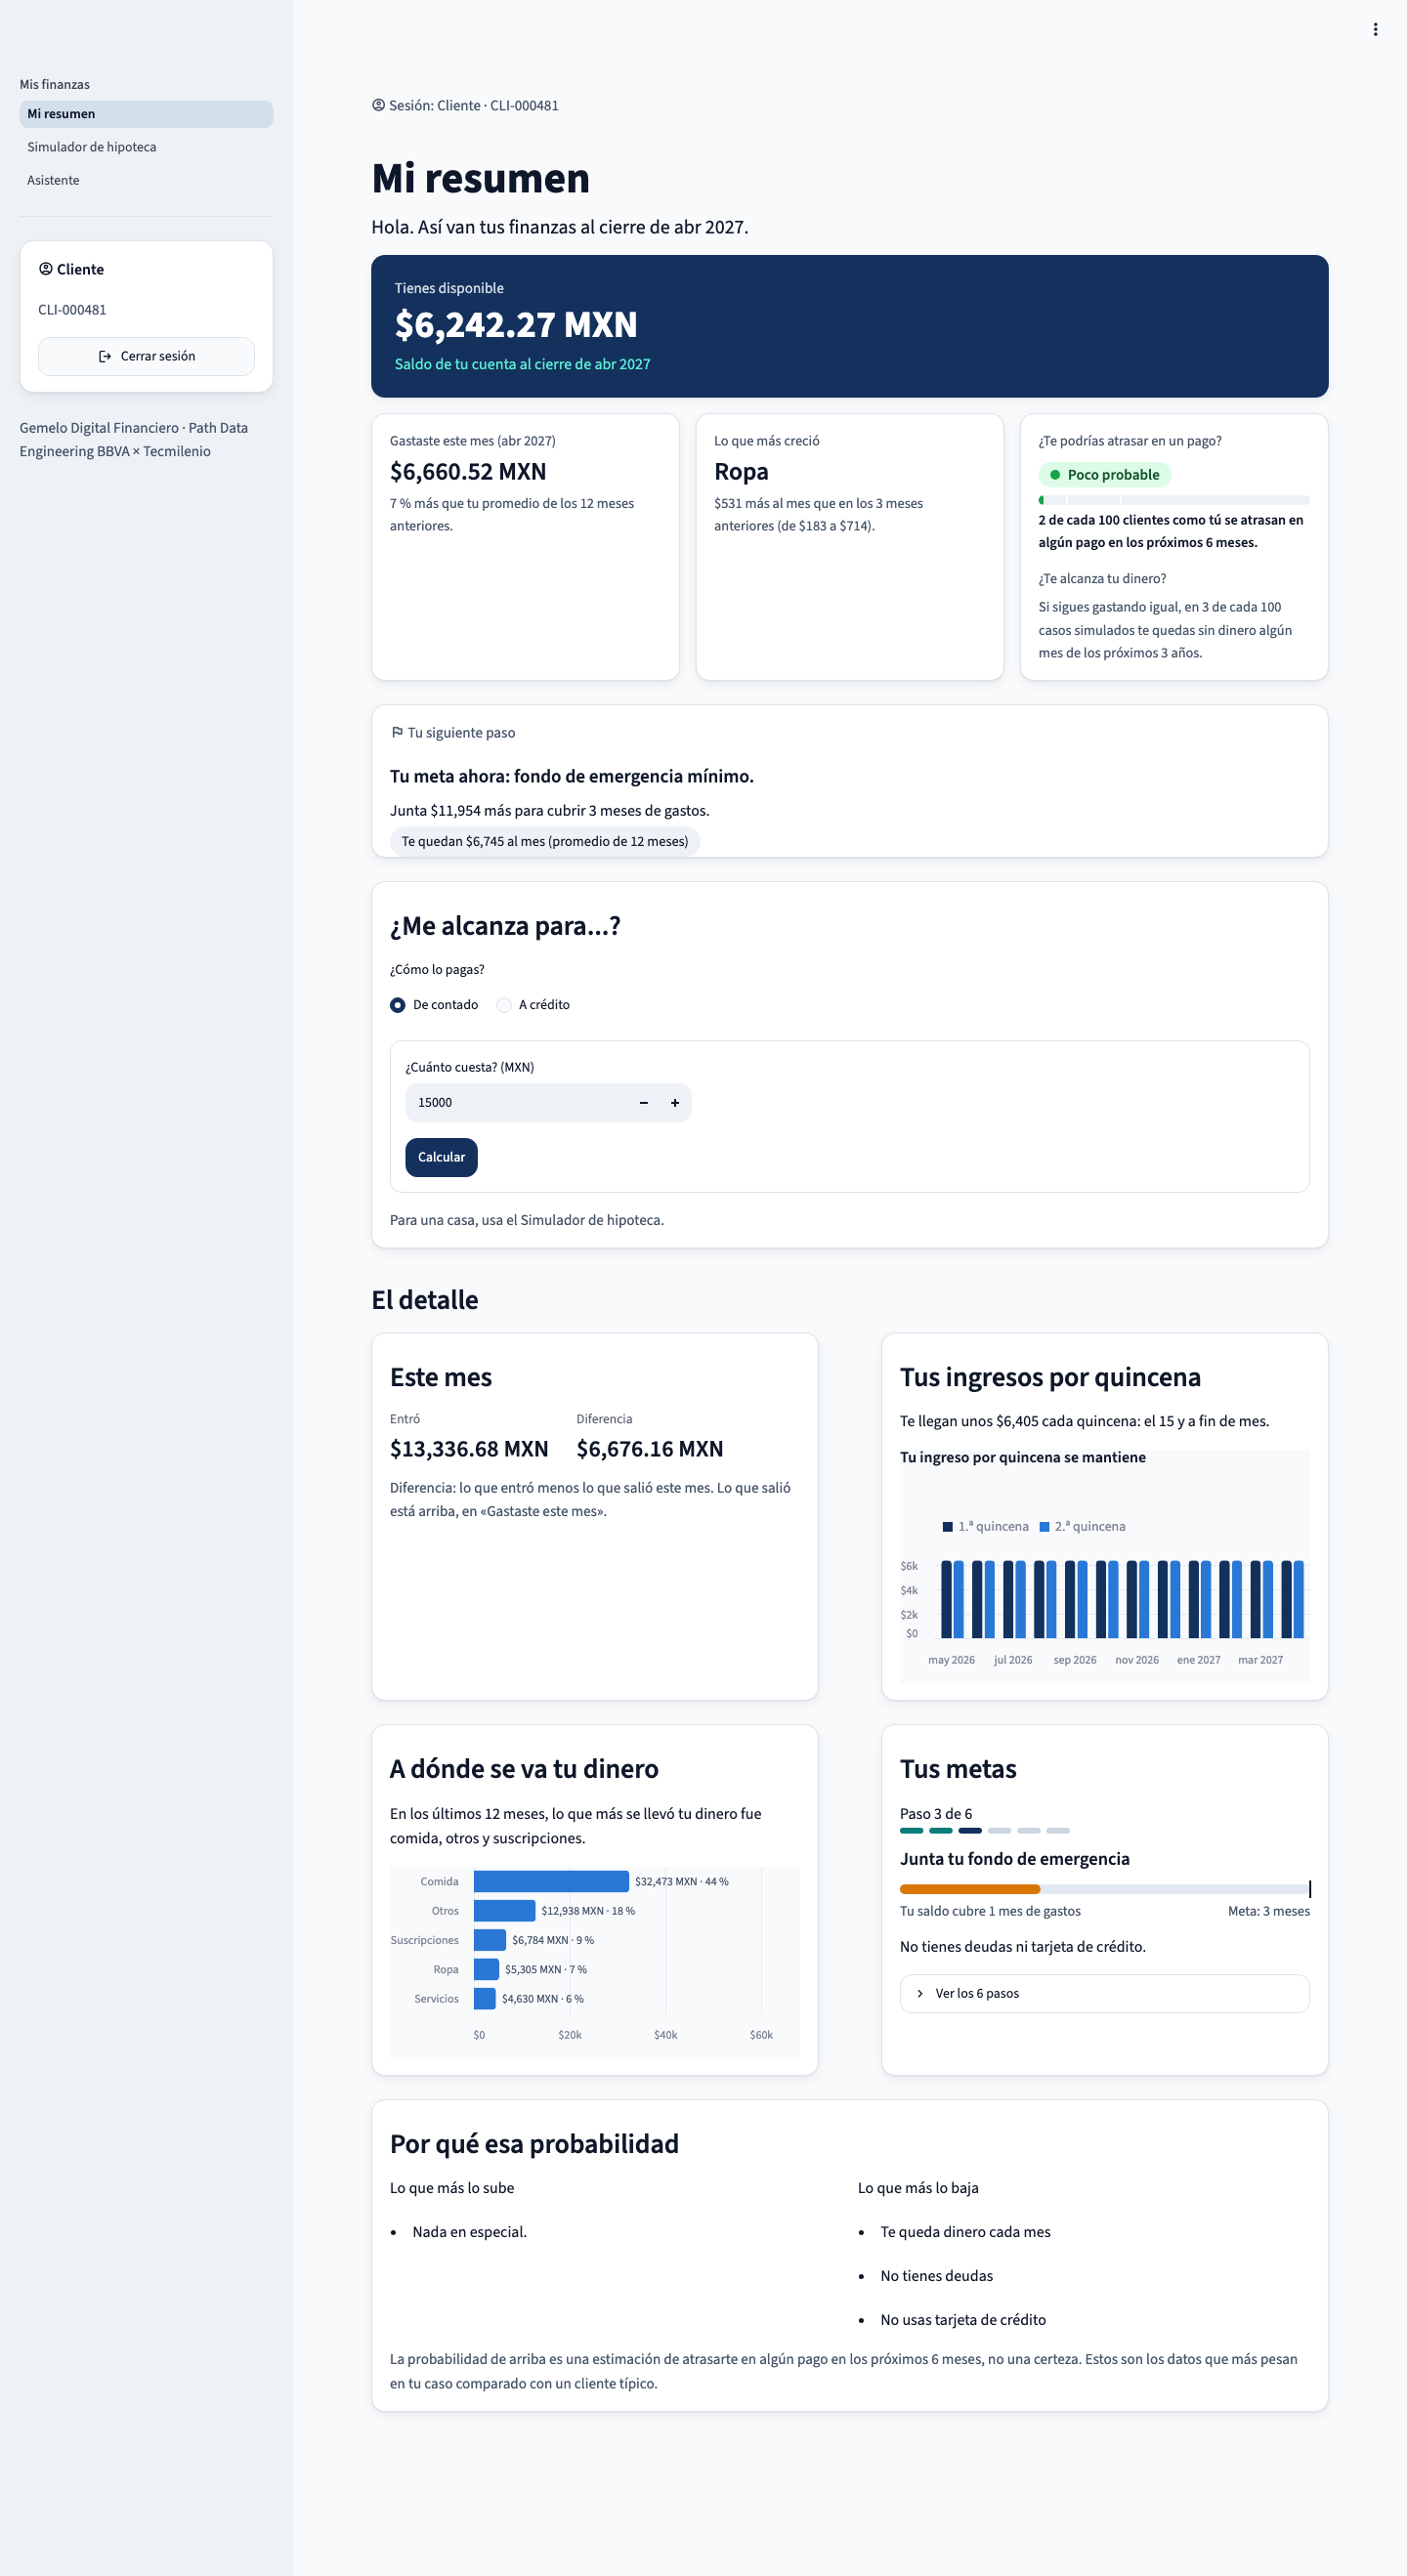 Mis finanzas
Mi resumen
Simulador de hipoteca
Asistente
Cliente
CLI-000481
Cerrar sesión
Gemelo Digital Financiero · Path Data
Engineering BBVA × Tecmilenio
Sesión: Cliente · CLI-000481
Mi resumen
Hola. Así van tus finanzas al cierre de abr 2027.
Tienes disponible
$6,242.27 MXN
Saldo de tu cuenta al cierre de abr 2027
Gastaste este mes (abr 2027)
$6,660.52 MXN
7 % más que tu promedio de los 12 meses
anteriores.
Lo que más creció
Ropa
$531 más al mes que en los 3 meses
anteriores (de $183 a $714).
¿Te podrías atrasar en un pago?
Poco probable
2 de cada 100 clientes como tú se atrasan en
algún pago en los próximos 6 meses.
¿Te alcanza tu dinero?
Si sigues gastando igual, en 3 de cada 100
casos simulados te quedas sin dinero algún
mes de los próximos 3 años.
Tu siguiente paso
Tu meta ahora: fondo de emergencia mínimo.
Junta $11,954 más para cubrir 3 meses de gastos.
Te quedan $6,745 al mes (promedio de 12 meses)
¿Me alcanza para...?
¿Cómo lo pagas?
De contado A crédito
¿Cuánto cuesta? (MXN)
15000 − +
Calcular
Para una casa, usa el Simulador de hipoteca.
El detalle
Este mes
Entró Diferencia
$13,336.68 MXN $6,676.16 MXN
Diferencia: lo que entró menos lo que salió este mes. Lo que salió
está arriba, en «Gastaste este mes».
Tus ingresos por quincena
Te llegan unos $6,405 cada quincena: el 15 y a fin de mes.
Tu ingreso por quincena se mantiene
1.ª quincena 2.ª quincena
$6k
$4k
$2k
$0
may 2026 jul 2026 sep 2026 nov 2026 ene 2027 mar 2027
A dónde se va tu dinero
En los últimos 12 meses, lo que más se llevó tu dinero fue
comida, otros y suscripciones.
Comida $32,473 MXN · 44 %
Otros $12,938 MXN · 18 %
Suscripciones $6,784 MXN · 9 %
Ropa $5,305 MXN · 7 %
Servicios $4,630 MXN · 6 %
$0 $20k $40k $60k
Tus metas
Paso 3 de 6
Junta tu fondo de emergencia
Tu saldo cubre 1 mes de gastos Meta: 3 meses
No tienes deudas ni tarjeta de crédito.
Ver los 6 pasos
Por qué esa probabilidad
Lo que más lo sube
• Nada en especial.
Lo que más lo baja
• Te queda dinero cada mes
• No tienes deudas
• No usas tarjeta de crédito
La probabilidad de arriba es una estimación de atrasarte en algún pago en los próximos 6 meses, no una certeza. Estos son los datos que más pesan
en tu caso comparado con un cliente típico.